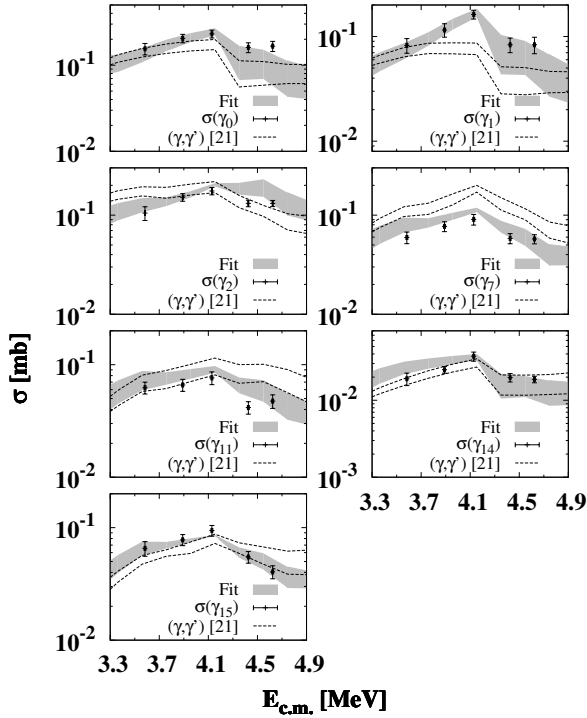 10⁻¹
10⁻²
Fit
σ(γ₀)
(γ,γ') [21]
10⁻¹
10⁻²
Fit
σ(γ₁)
(γ,γ') [21]
10⁻¹
10⁻²
Fit
σ(γ₂)
(γ,γ') [21]
10⁻¹
10⁻²
Fit
σ(γ₇)
(γ,γ') [21]
σ [mb]
10⁻¹
10⁻²
Fit
σ(γ₁₁)
(γ,γ') [21]
10⁻²
10⁻³
Fit
σ(γ₁₄)
(γ,γ') [21]
3.3 3.7 4.1 4.5 4.9
10⁻¹
10⁻²
Fit
σ(γ₁₅)
(γ,γ') [21]
3.3 3.7 4.1 4.5 4.9
E_c.m. [MeV]